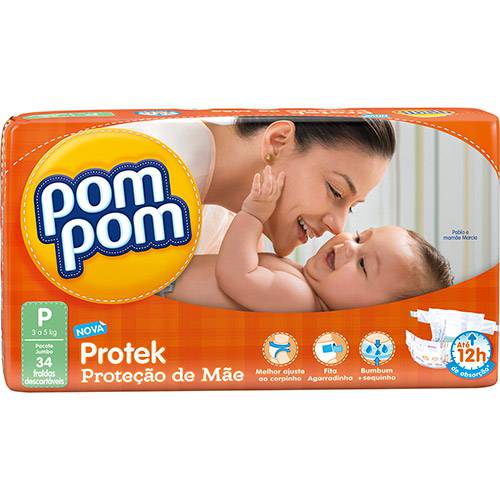 pom
pom
Pablo e
mamãe Marcia
P
3 a 5 kg
Pacote
Jumbo
34
fraldas
descartáveis
NOVA
Protek
Proteção de Mãe
Melhor ajuste
ao corpinho
Fita
Agarradinha
Bumbum
+ sequinho
Até
12h
de absorção*